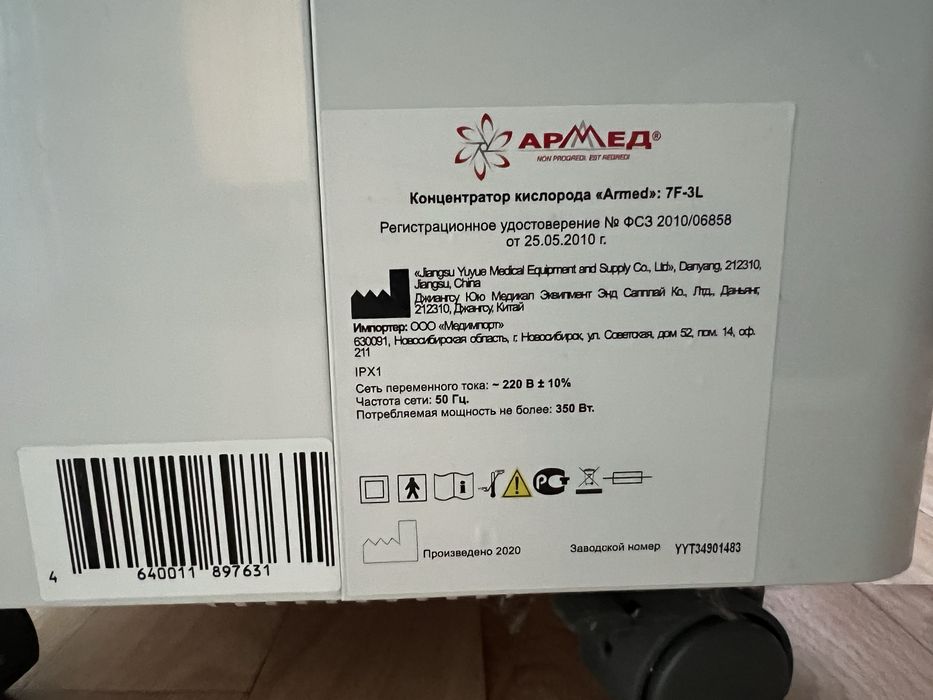 АРМЕД®
NON PROGREDI, EST REGREDI
Концентратор кислорода «Armed»: 7F-3L
Регистрационное удостоверение № ФСЗ 2010/06858
от 25.05.2010 г.
«Jiangsu Yuyue Medical Equipment and Supply Co., Ltd», Danyang, 212310,
Jiangsu, China
Джиангсу Юю Медикал Эквипмент Энд Сапплай Ко., Лтд., Даньянг,
212310, Джангсу, Китай
Импортер: ООО «Медимпорт»
630091, Новосибирская область, г. Новосибирск, ул. Советская, дом 52, пом. 14, оф.
211
IPX1
Сеть переменного тока: ~ 220 В ± 10%
Частота сети: 50 Гц.
Потребляемая мощность не более: 350 Вт.
Произведено 2020
Заводской номер YYT34901483
4 640011 897631